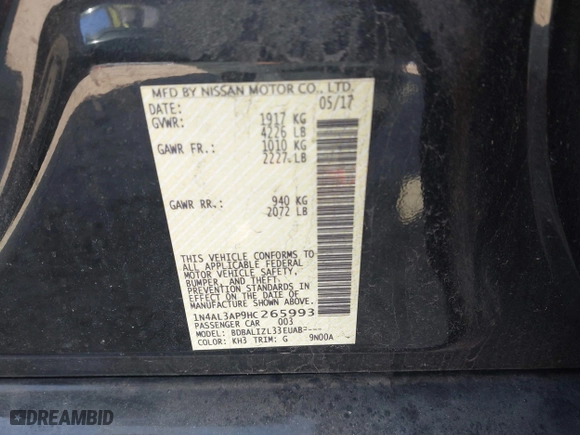 MFD BY NISSAN MOTOR CO., LTD.
DATE: 05/17
GVWR: 1917 KG
4226 LB
GAWR FR.: 1010 KG
2227 LB
GAWR RR.: 940 KG
2072 LB
THIS VEHICLE CONFORMS TO
ALL APPLICABLE FEDERAL
MOTOR VEHICLE SAFETY,
BUMPER, AND THEFT
PREVENTION STANDARDS IN
EFFECT ON THE DATE OF
MANUFACTURE SHOWN ABOVE.
1N4AL3AP9HC265993
PASSENGER CAR 003
MODEL: BDBALIZL33EUAB----
COLOR: KH3 TRIM: G 9N00A
DREAMBID